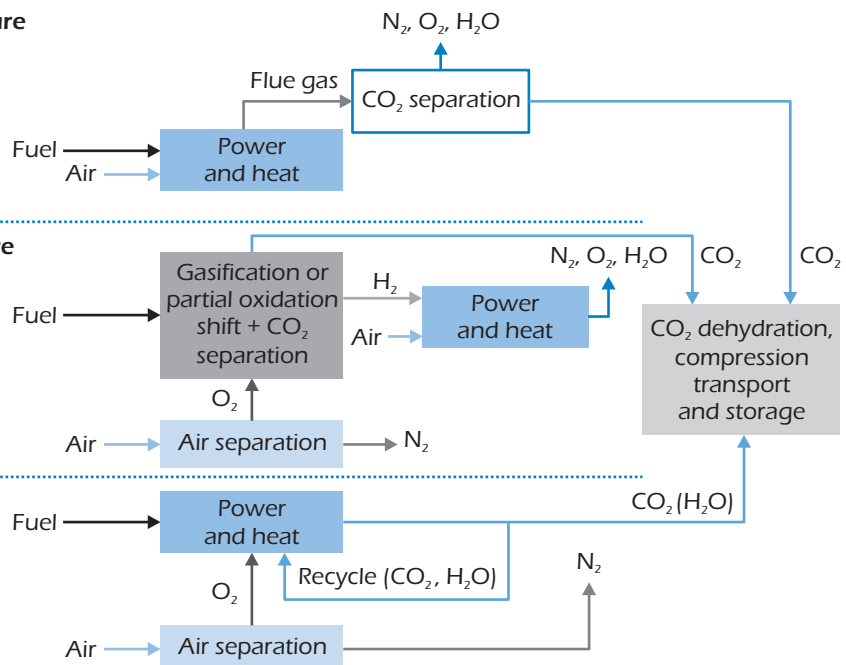 ure
N₂, O₂, H₂O
Flue gas
CO₂ separation
Fuel
Air
Power
and heat
CO₂
re
Gasification or
partial oxidation
shift + CO₂
separation
H₂
N₂, O₂, H₂O
CO₂
Fuel
Air
Power
and heat
CO₂ dehydration,
compression
transport
and storage
O₂
Air
Air separation
N₂
Fuel
Power
and heat
CO₂ (H₂O)
Recycle (CO₂, H₂O)
N₂
O₂
Air
Air separation